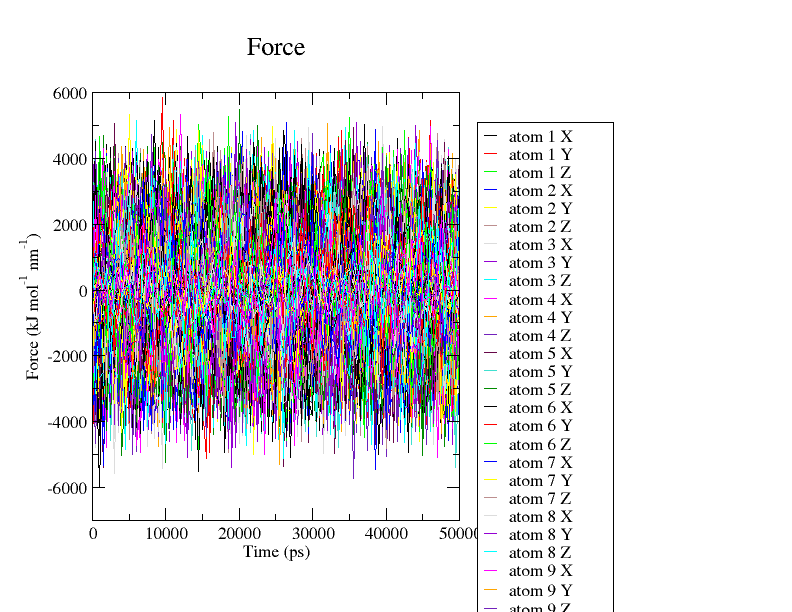 Force
6000
4000
2000
0
-2000
-4000
-6000
Force (kJ mol⁻¹ nm⁻¹)
0 10000 20000 30000 40000 50000
Time (ps)
atom 1 X
atom 1 Y
atom 1 Z
atom 2 X
atom 2 Y
atom 2 Z
atom 3 X
atom 3 Y
atom 3 Z
atom 4 X
atom 4 Y
atom 4 Z
atom 5 X
atom 5 Y
atom 5 Z
atom 6 X
atom 6 Y
atom 6 Z
atom 7 X
atom 7 Y
atom 7 Z
atom 8 X
atom 8 Y
atom 8 Z
atom 9 X
atom 9 Y
atom 9 Z